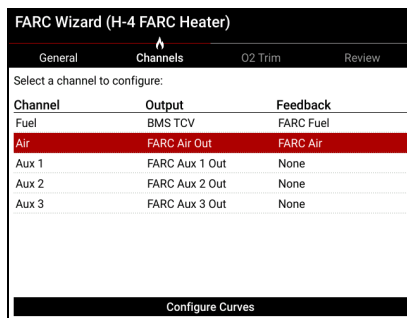 FARC Wizard (H-4 FARC Heater)
General Channels O2 Trim Review
Select a channel to configure:
Channel Output Feedback
Fuel BMS TCV FARC Fuel
Air FARC Air Out FARC Air
Aux 1 FARC Aux 1 Out None
Aux 2 FARC Aux 2 Out None
Aux 3 FARC Aux 3 Out None
Configure Curves